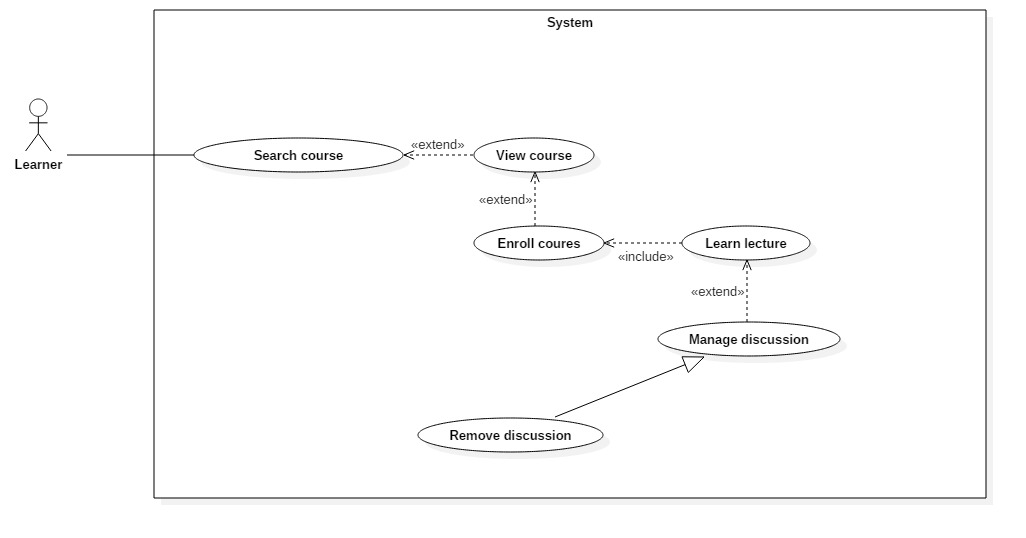 System
Learner
Search course
«extend»
View course
«extend»
Enroll coures
«include»
Learn lecture
«extend»
Manage discussion
Remove discussion